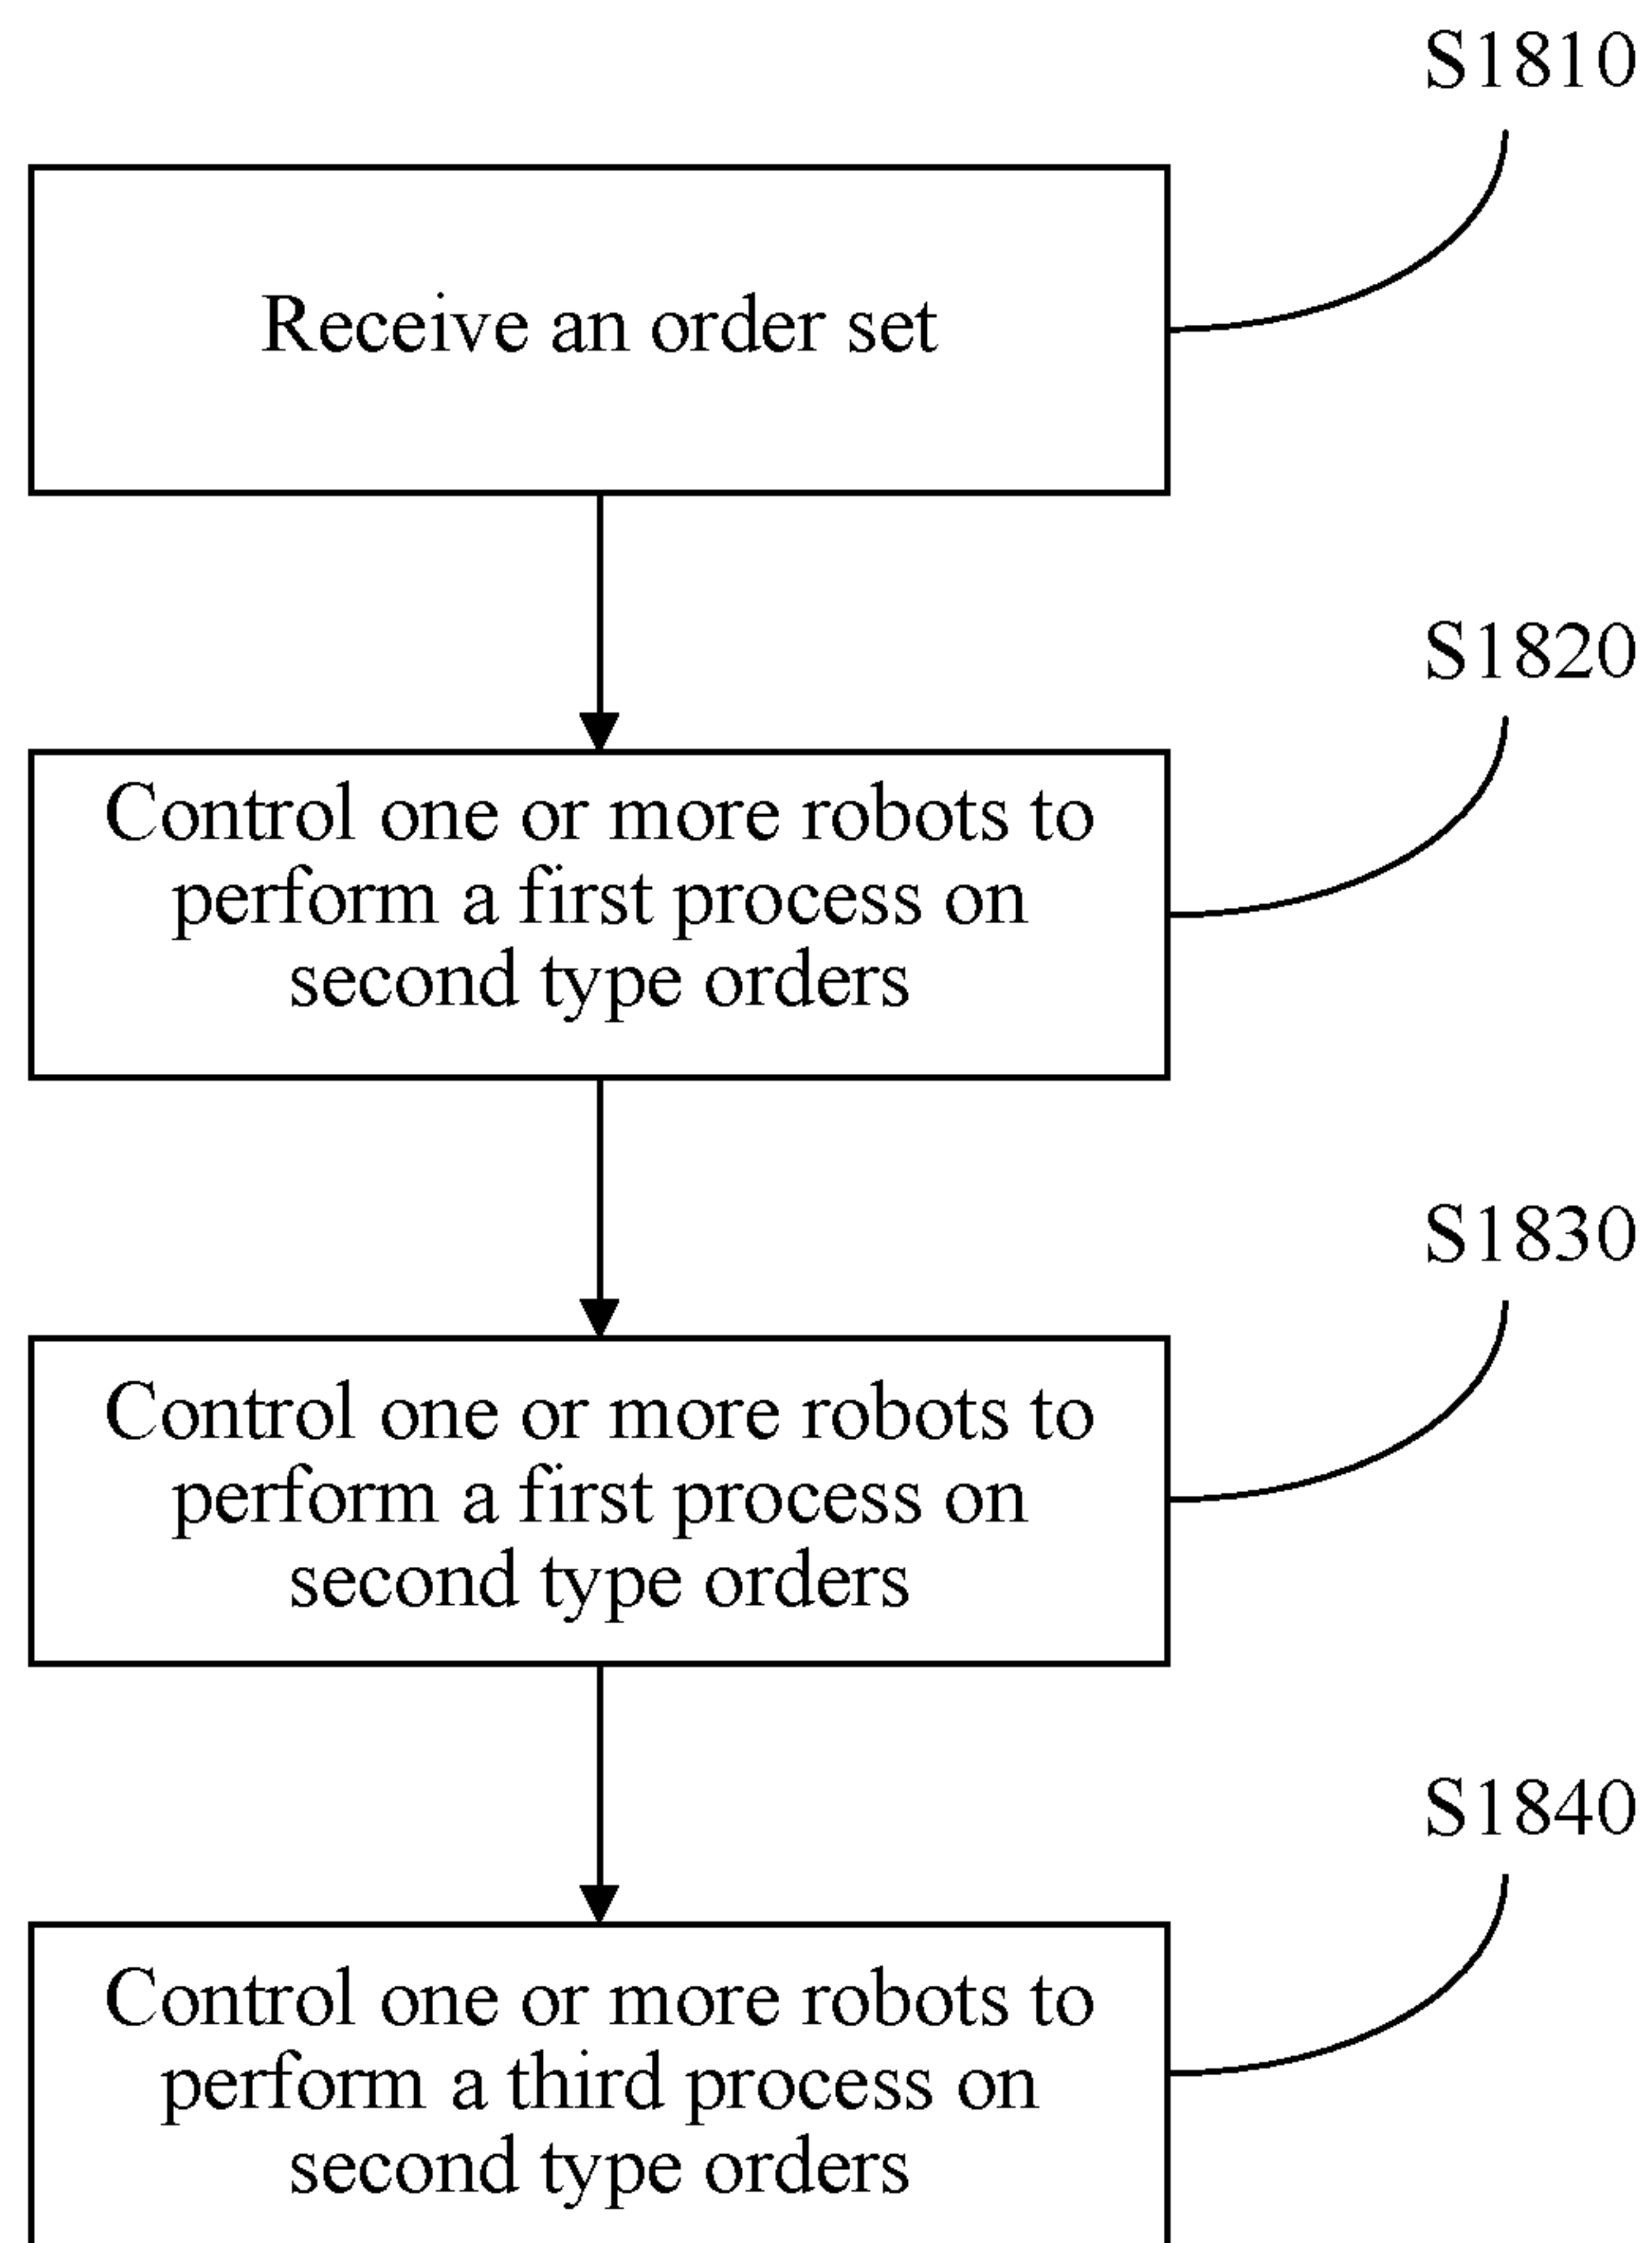 S1810
Receive an order set
S1820
Control one or more robots to
perform a first process on
second type orders
S1830
Control one or more robots to
perform a first process on
second type orders
S1840
Control one or more robots to
perform a third process on
second type orders